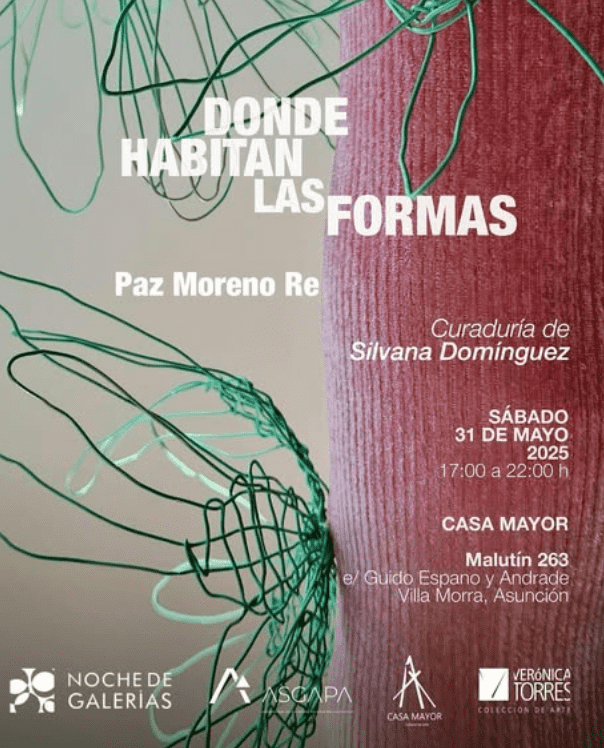 DONDE
HABITAN
LAS
FORMAS
Paz Moreno Re
Curaduría de
Silvana Domínguez
SÁBADO
31 DE MAYO
2025
17:00 a 22:00 h
CASA MAYOR
Malutín 263
e/ Guido Espano y Andrade
Villa Morra, Asunción
NOCHE DE
GALERÍAS
ASGAPA
CASA MAYOR
VERÓNICA
TORRES
COLECCIÓN DE ARTE